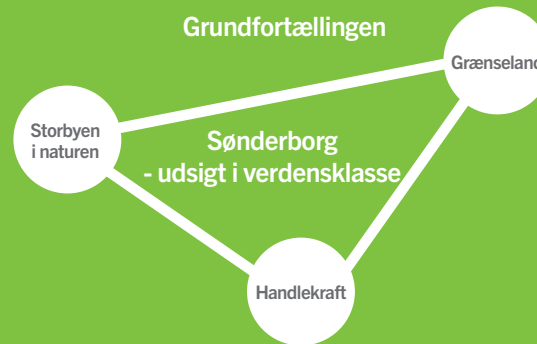 Grundfortællingen
Grænseland
Storbyen
i naturen
Sønderborg
- udsigt i verdensklasse
Handlekraft